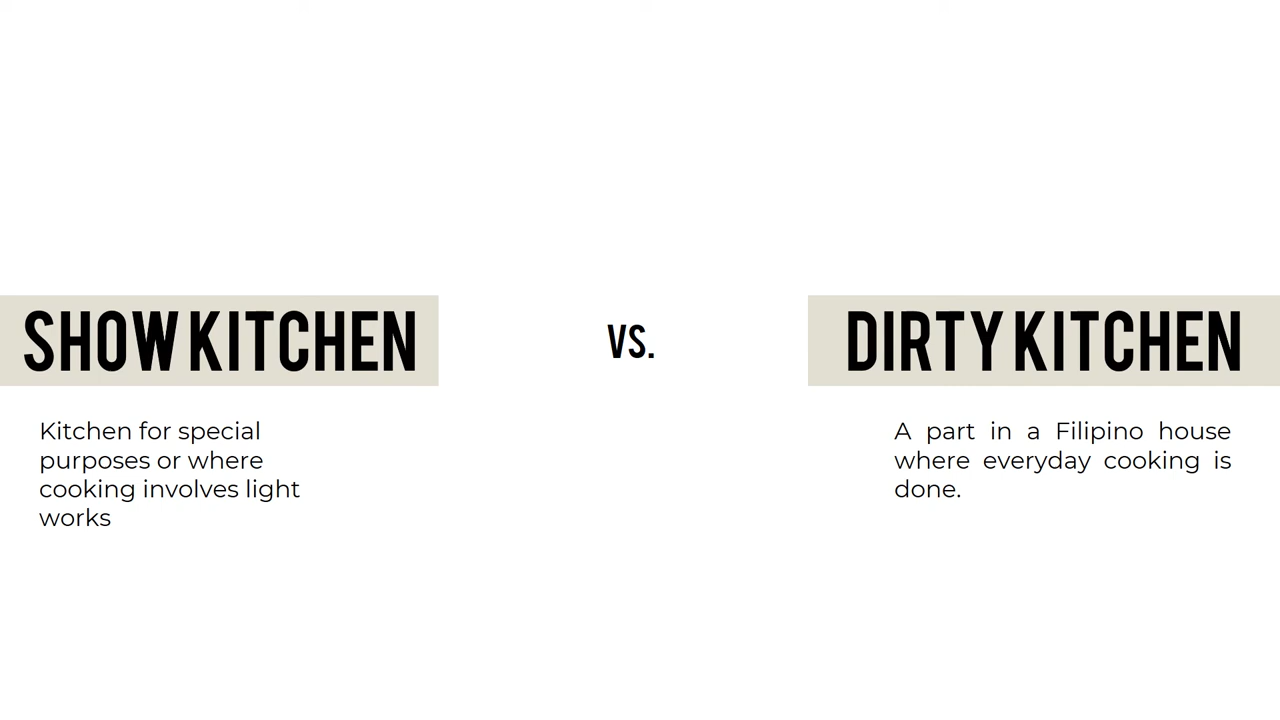 SHOW KITCHEN
VS.
DIRTY KITCHEN
Kitchen for special
purposes or where
cooking involves light
works
A part in a Filipino house
where everyday cooking is
done.